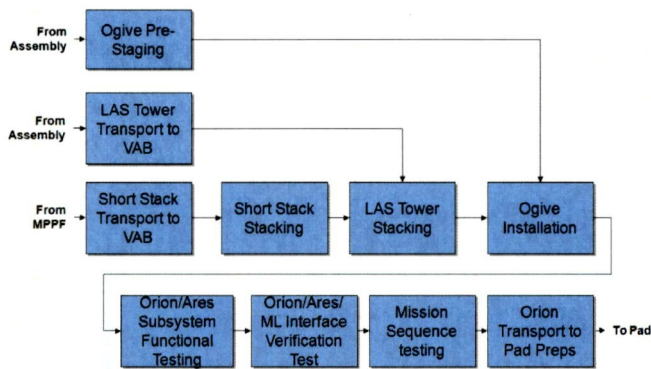 From
Assembly
Ogive Pre-
Staging
From
Assembly
LAS Tower
Transport to
VAB
From
MPPF
Short Stack
Transport to
VAB
Short Stack
Stacking
LAS Tower
Stacking
Ogive
Installation
Orion/Ares
Subsystem
Functional
Testing
Orion/Ares/
ML Interface
Verification
Test
Mission
Sequence
testing
Orion
Transport to
Pad Preps
To Pad